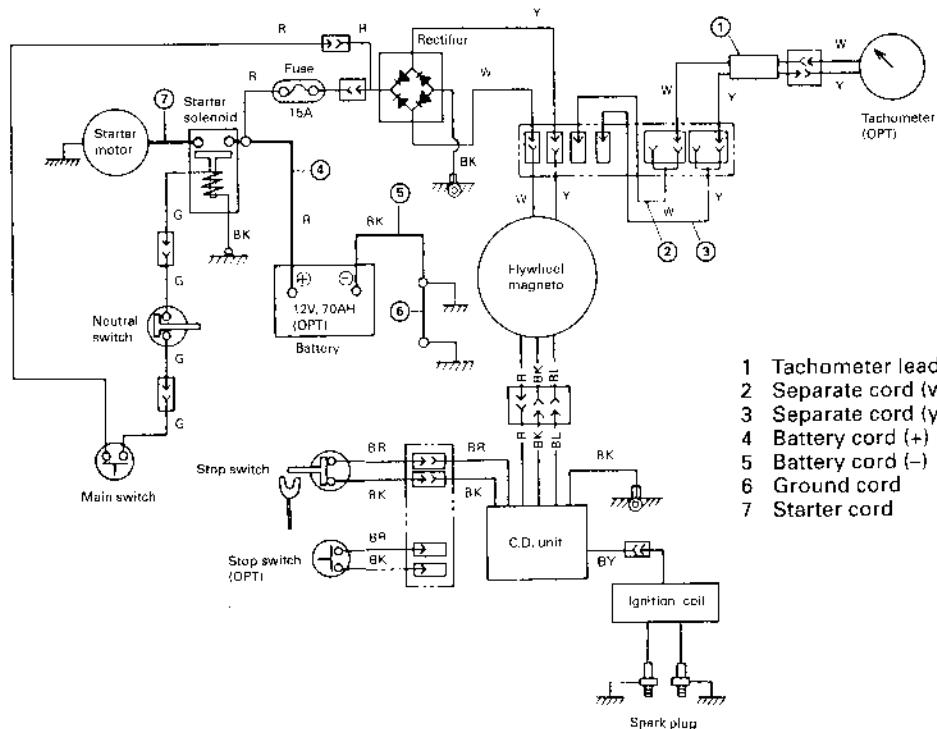 R
R
Rectifier
Y
1
W
Y
W
Y
Tachometer
(OPT)
Fuse
R
15A
W
7
Starter
solenoid
Starter
motor
BK
4
5
BK
R
G
BK
W
Y
W
2
3
Flywheel
magneto
G
12V, 70AH
(OPT)
Battery
6
Neutral
switch
G
G
Main switch
R
BK
BL
R
BK
BL
1 Tachometer lead
2 Separate cord (w
3 Separate cord (y
4 Battery cord (+)
5 Battery cord (−)
6 Ground cord
7 Starter cord
Stop switch
BR
BR
BK
BK
BK
C.D. unit
Stop switch
(OPT)
BR
BK
BY
Ignition coil
Spark plug